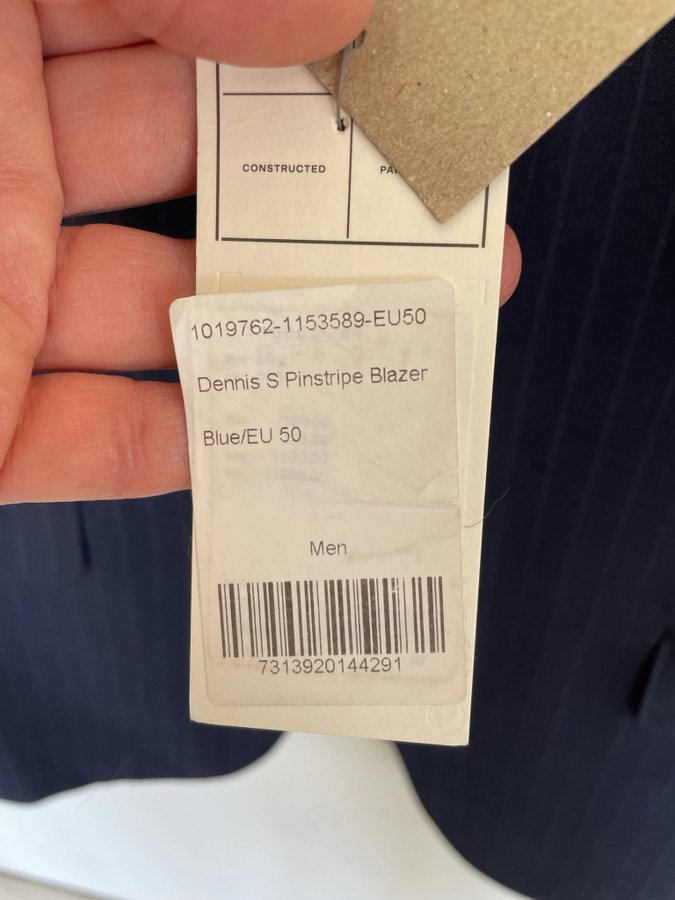 CONSTRUCTED
1019762-1153589-EU50
Dennis S Pinstripe Blazer
Blue/EU 50
Men
7313920144291